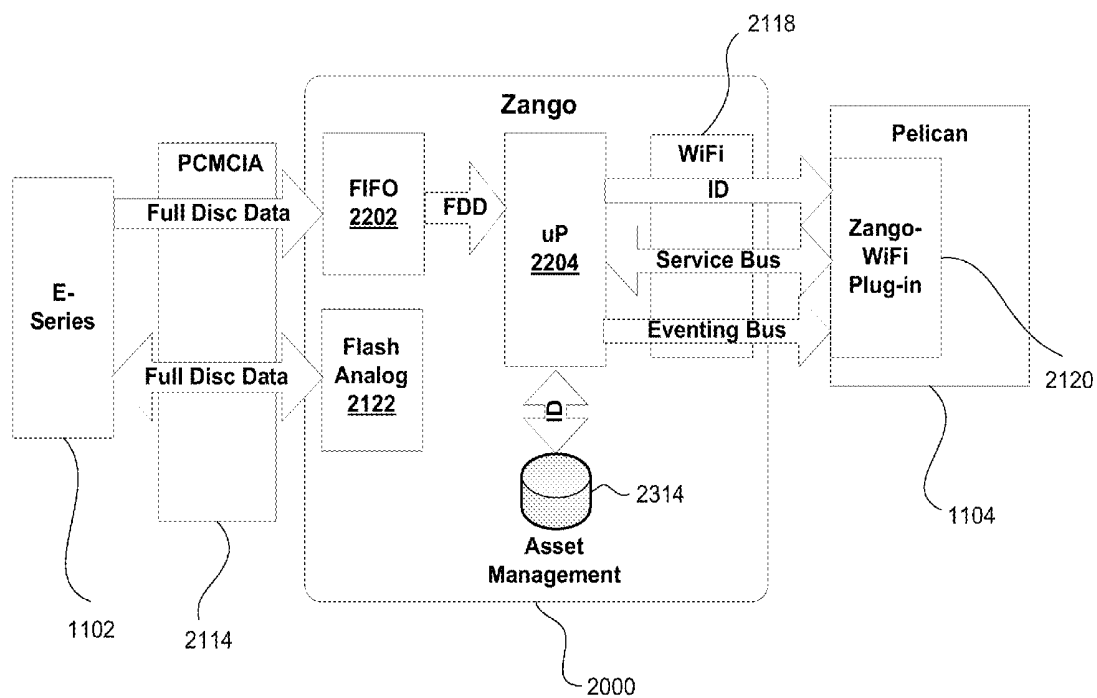 2118
Zango
Pelican
PCMCIA
WiFi
Full Disc Data
FIFO
2202
FDD
uP
2204
ID
Service Bus
Eventing Bus
Zango-
WiFi
Plug-in
E-
Series
Full Disc Data
Flash
Analog
2122
ID
2120
2314
Asset
Management
1104
1102
2114
2000